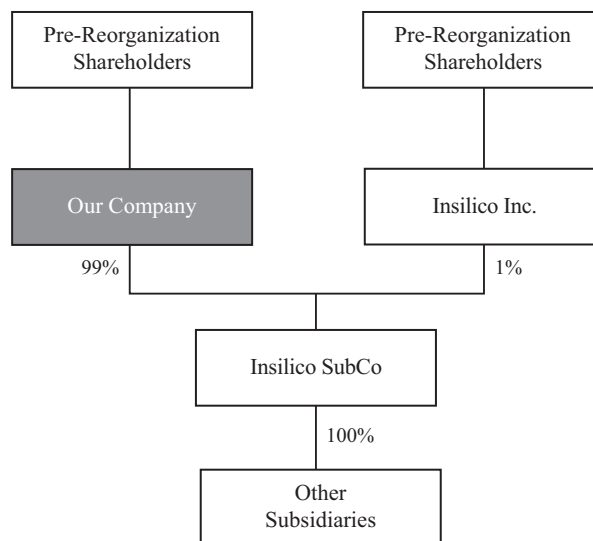 Pre-Reorganization
Shareholders
Pre-Reorganization
Shareholders
Our Company
Insilico Inc.
99%
1%
Insilico SubCo
100%
Other
Subsidiaries